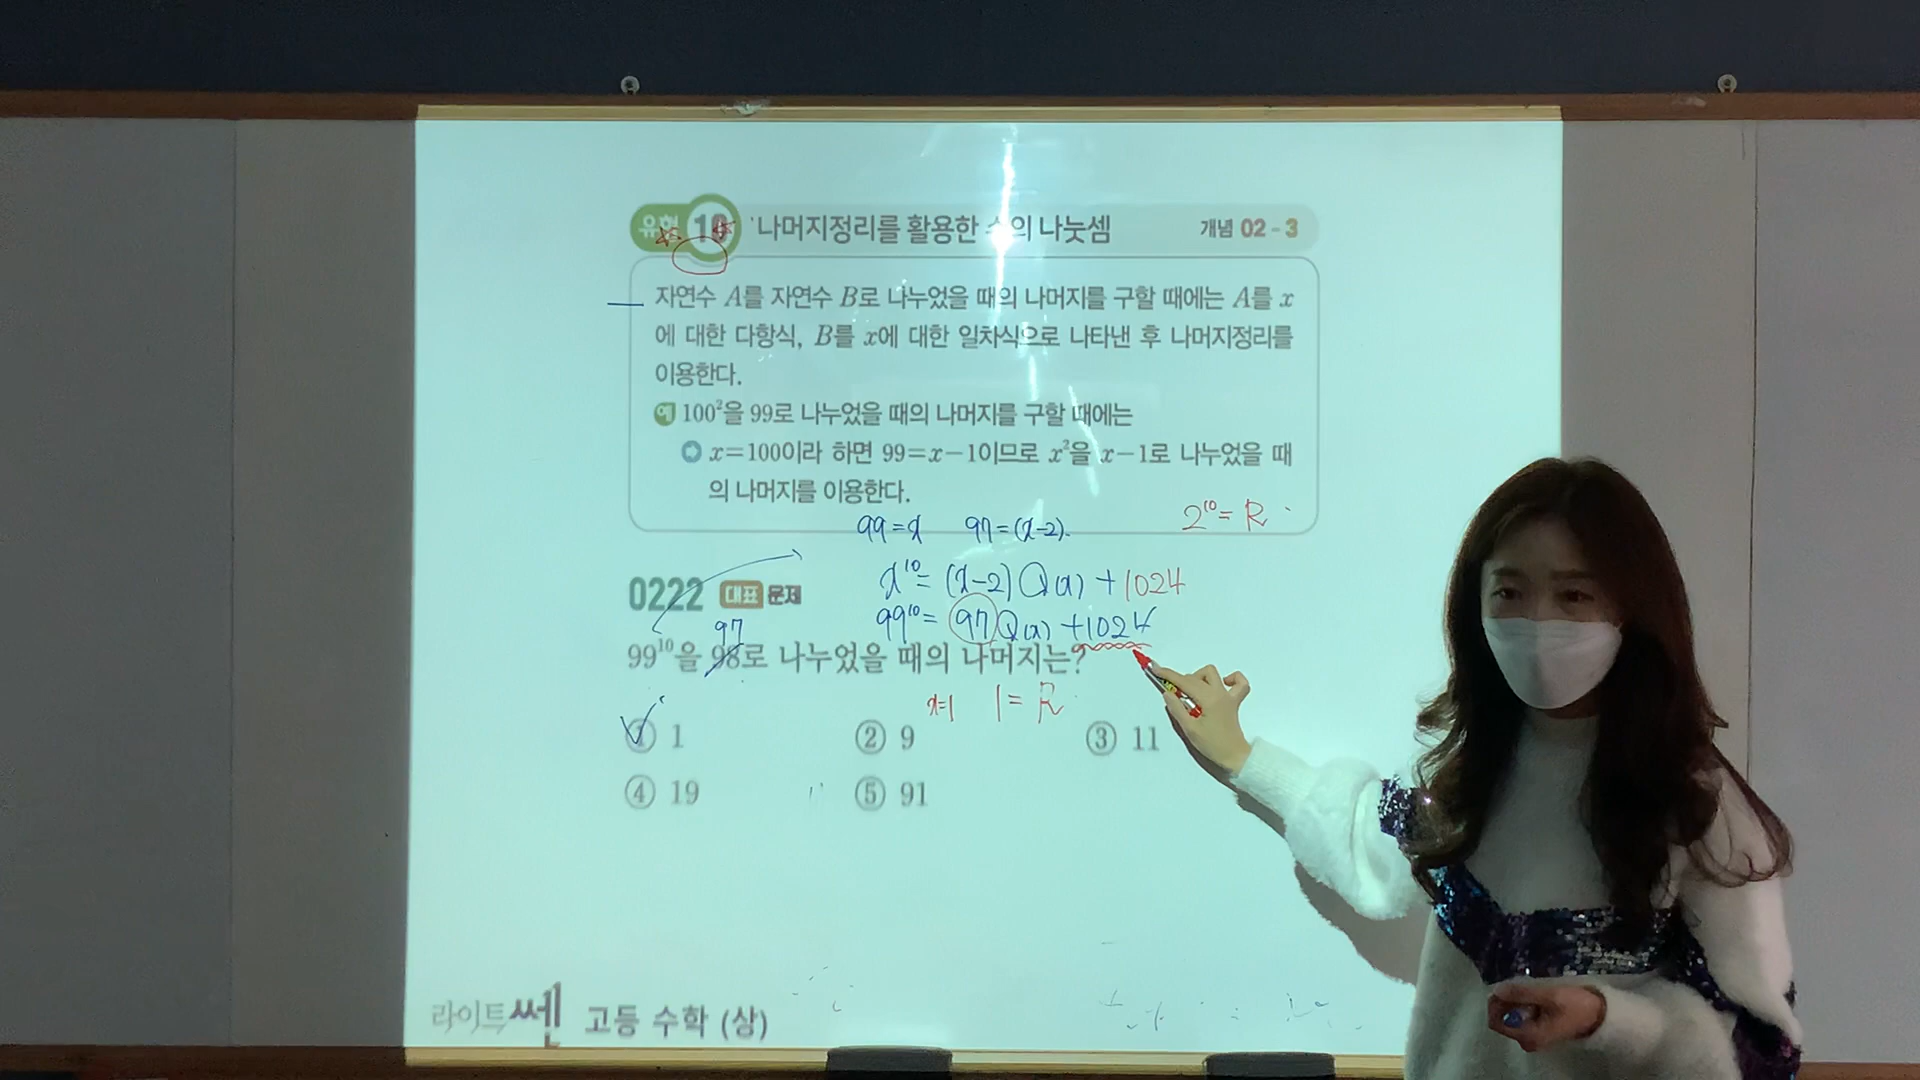 유형 10 나머지정리를 활용한 수의 나눗셈 개념 02-3
자연수 A를 자연수 B로 나누었을 때의 나머지를 구할 때에는 A를 x
에 대한 다항식, B를 x에 대한 일차식으로 나타낸 후 나머지정리를
이용한다.
예 100²을 99로 나누었을 때의 나머지를 구할 때에는
x=100이라 하면 99=x-1이므로 x²을 x-1로 나누었을 때
의 나머지를 이용한다.
2¹⁰=R
99=x 97=(x-2)
x¹⁰=(x-2)Q(x)+1024
0222 대표 문제
99¹⁰=97Q(x)+1024
97
99¹⁰을 98로 나누었을 때의 나머지는?
x=1 1=R
① 1 ② 9 ③ 11
④ 19 ⑤ 91
라이트쎈 고등 수학 (상)